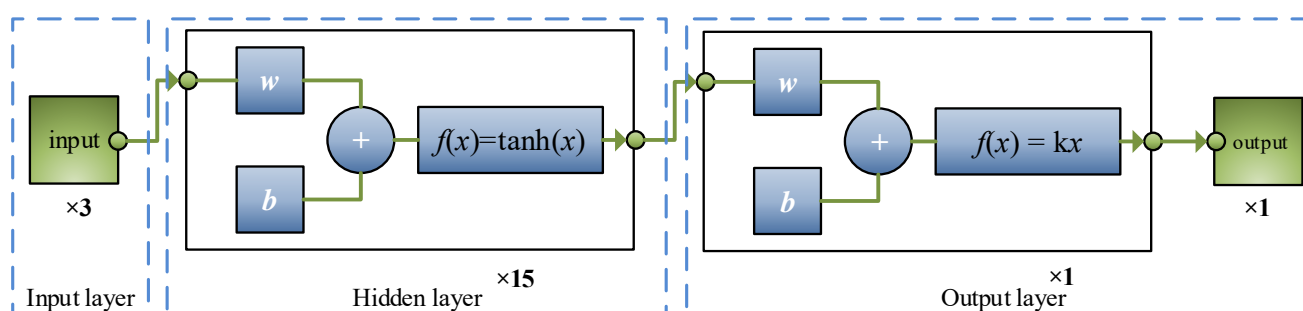 input
×3
Input layer
w
b
+
f(x)=tanh(x)
×15
Hidden layer
w
b
+
f(x) = kx
×1
Output layer
output
×1